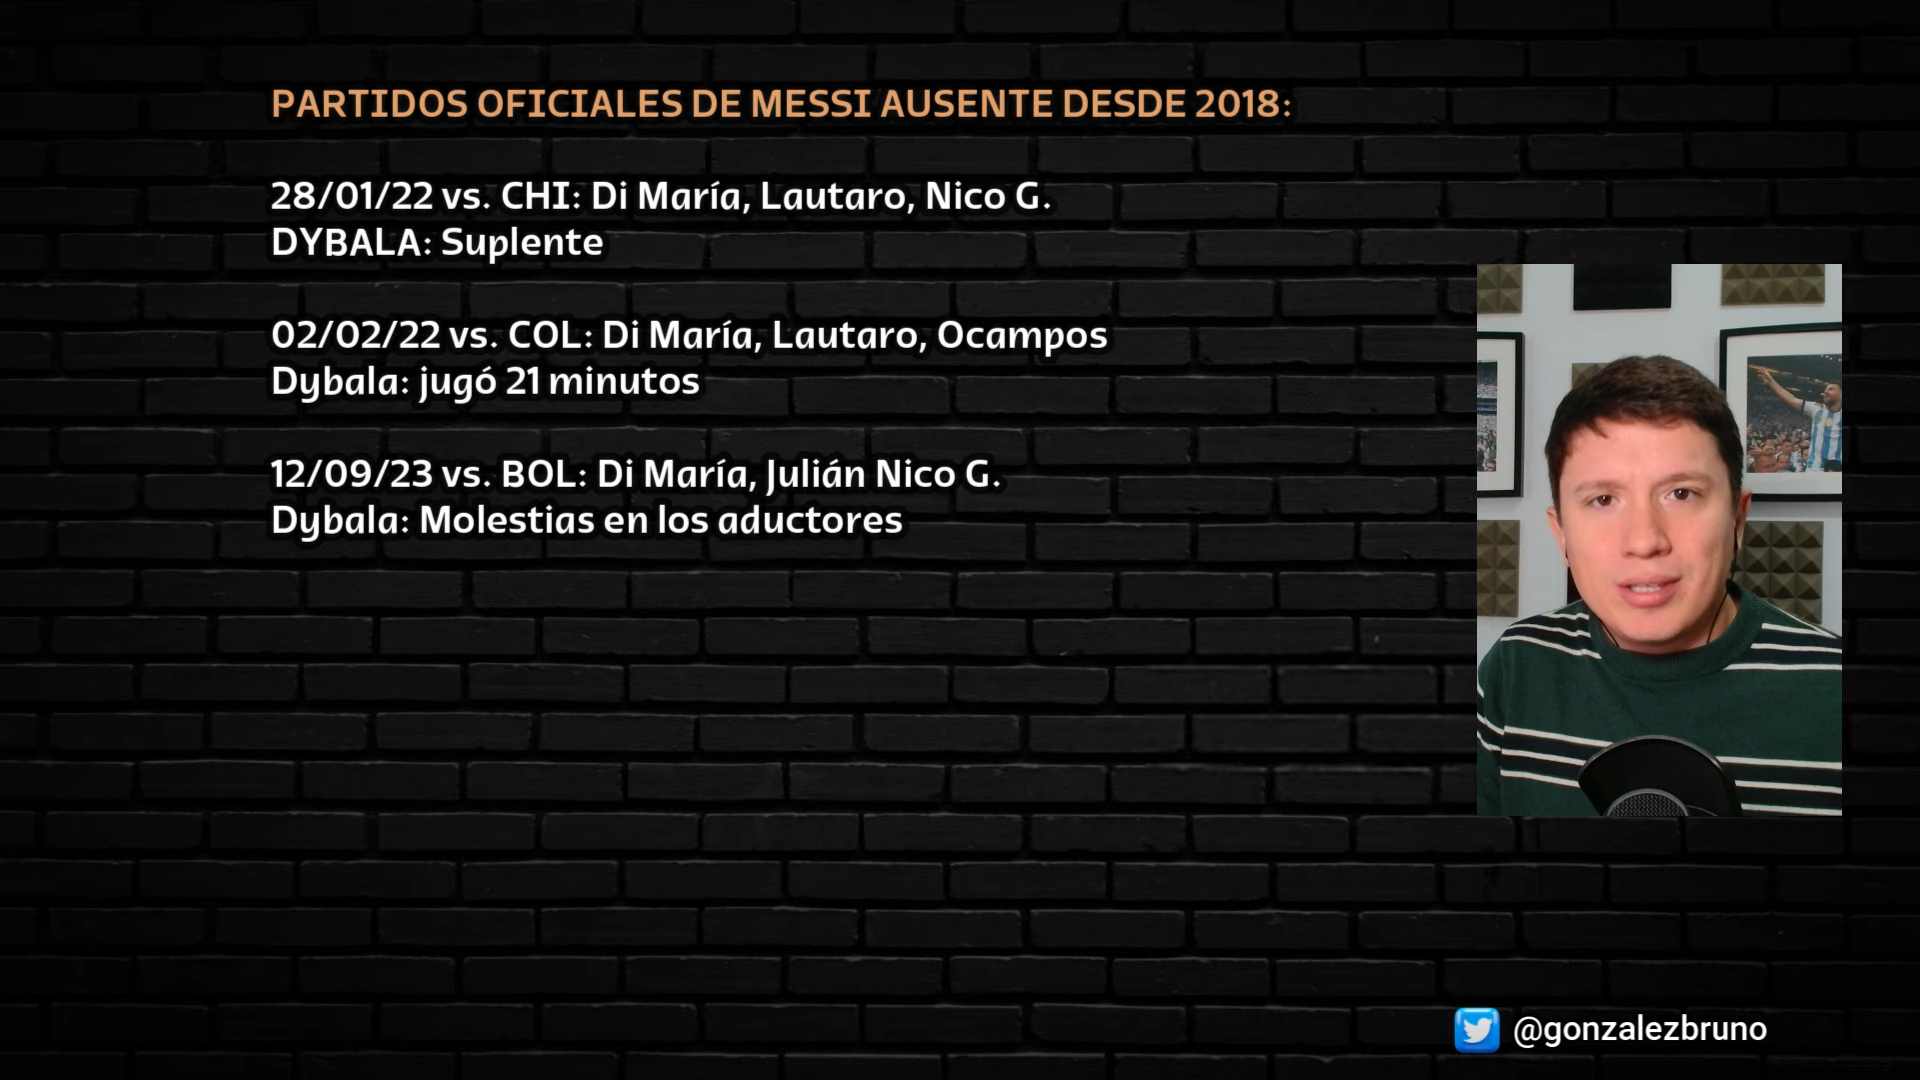 PARTIDOS OFICIALES DE MESSI AUSENTE DESDE 2018:
28/01/22 vs. CHI: Di María, Lautaro, Nico G.
DYBALA: Suplente
02/02/22 vs. COL: Di María, Lautaro, Ocampos
Dybala: jugó 21 minutos
12/09/23 vs. BOL: Di María, Julián Nico G.
Dybala: Molestias en los aductores
@gonzalezbruno